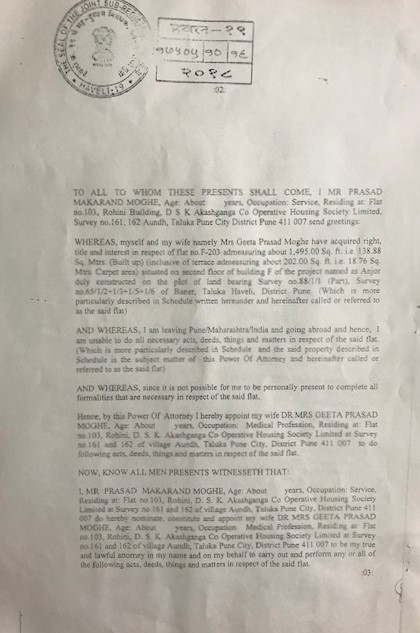 THE SEAL OF THE JOINT SUB-REGISTRAR
HAVELI-19
हवल-१९
१७५०५ १० १६
२०१८
:02:
TO ALL TO WHOM THESE PRESENTS SHALL COME, I MR PRASAD
MAKARAND MOGHE, Age: About years, Occupation: Service, Residing at: Flat
no.103, Rohini Building, D S K Akashganga Co Operative Housing Society Limited,
Survey no.161, 162 Aundh, Taluka Pune City District Pune 411 007 send greetings:
WHEREAS, myself and my wife namely Mrs Geeta Prasad Moghe have acquired right,
title and interest in respect of flat no.F-203 admeasuring about 1,495.00 Sq. ft. i.e. 138.88
Sq. Mtrs. (Built up) (inclusive of terrace admeasuring about 202.00 Sq. ft. i.e. 18.76 Sq.
Mtrs. Carpet area) situated on second floor of building F of the project named as Anjor
duly constructed on the plot of land bearing Survey no.88/1/1 (Part), Survey
no.65/1/2+1/3+1/5+1/6 of Baner, Taluka Haveli, District Pune. (Which is more
particularly described in Schedule written hereunder and hereinafter called or referred to
as the said flat)
AND WHEREAS, I am leaving Pune/Maharashtra/India and going abroad and hence, I
am unable to do all necessary acts, deeds, things and matters in respect of the said flat.
(Which is more particularly described in Schedule and the said property described in
Schedule is the subject matter of this Power Of Attorney and hereinafter called or
referred to as the said flat)
AND WHEREAS, since it is not possible for me to be personally present to complete all
formalities that are necessary in respect of the said flat.
Hence, by this Power Of Attorney I hereby appoint my wife DR MRS GEETA PRASAD
MOGHE, Age: About years, Occupation: Medical Profession, Residing at: Flat
no.103, Rohini, D. S. K. Akashganga Co Operative Housing Society Limited at Survey
no.161 and 162 of village Aundh, Taluka Pune City, District Pune 411 007 to do
following acts, deeds, things and matters in respect of the said flat.
NOW, KNOW ALL MEN PRESENTS WITNESSETH THAT:
I, MR PRASAD MAKARAND MOGHE, Age: About years, Occupation: Service,
Residing at: Flat no.103, Rohini, D. S. K. Akashganga Co Operative Housing Society
Limited at Survey no.161 and 162 of village Aundh, Taluka Pune City, District Pune 411
007 do hereby nominate, constitute and appoint my wife DR MRS GEETA PRASAD
MOGHE, Age: About years, Occupation: Medical Profession, Residing at: Flat
no.103, Rohini, D. S. K. Akashganga Co Operative Housing Society Limited at Survey
no.161 and 162 of village Aundh, Taluka Pune City, District Pune 411 007 to be my true
and lawful attorney in my name and on my behalf to carry out and perform any or all of
the following acts, deeds, things and matters in respect of the said flat.
:03: